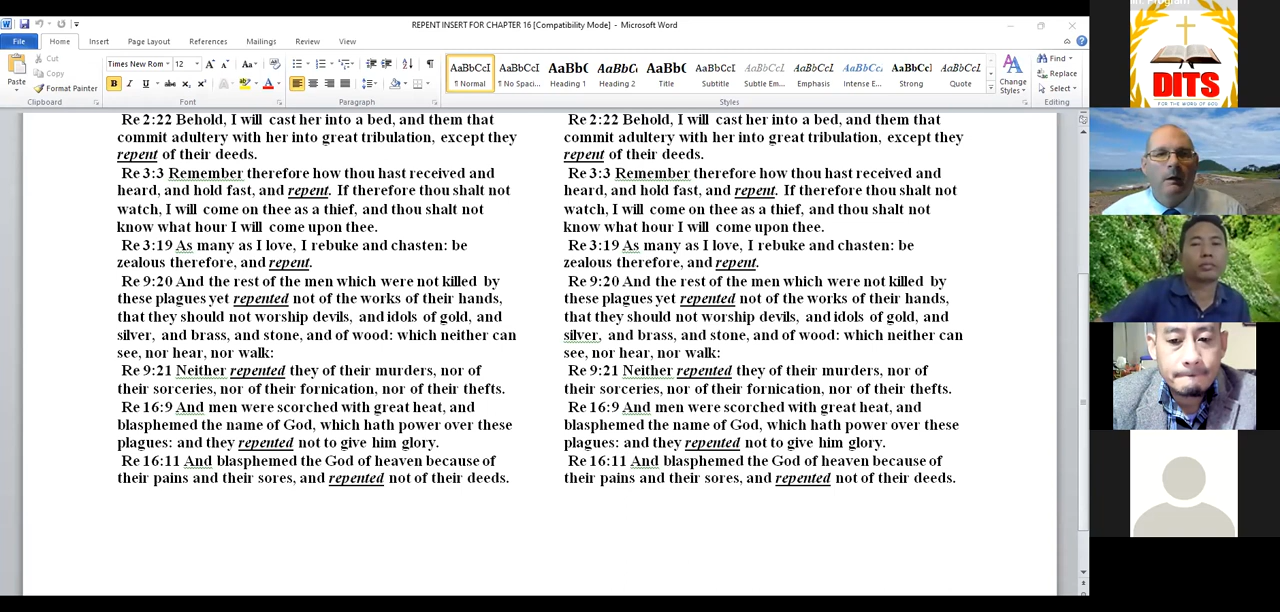 REPENT INSERT FOR CHAPTER 16 [Compatibility Mode] - Microsoft Word
File Home Insert Page Layout References Mailings Review View
Paste Cut Copy Format Painter
Times New Rom 12
AaBbCcI AaBbCcI AaBbC AaBbCc AaBbC AaBbCcI AaBbCcI AaBbCcI AaBbCcI AaBbCcI AaBbCcI
¶ Normal ¶ No Spaci... Heading 1 Heading 2 Title Subtitle Subtle Em... Emphasis Intense E... Strong Quote
Change Styles
Find Replace Select
Clipboard Font Paragraph Styles Editing
Re 2:22 Behold, I will cast her into a bed, and them that
commit adultery with her into great tribulation, except they
repent of their deeds.
Re 3:3 Remember therefore how thou hast received and
heard, and hold fast, and repent. If therefore thou shalt not
watch, I will come on thee as a thief, and thou shalt not
know what hour I will come upon thee.
Re 3:19 As many as I love, I rebuke and chasten: be
zealous therefore, and repent.
Re 9:20 And the rest of the men which were not killed by
these plagues yet repented not of the works of their hands,
that they should not worship devils, and idols of gold, and
silver, and brass, and stone, and of wood: which neither can
see, nor hear, nor walk:
Re 9:21 Neither repented they of their murders, nor of
their sorceries, nor of their fornication, nor of their thefts.
Re 16:9 And men were scorched with great heat, and
blasphemed the name of God, which hath power over these
plagues: and they repented not to give him glory.
Re 16:11 And blasphemed the God of heaven because of
their pains and their sores, and repented not of their deeds.
Re 2:22 Behold, I will cast her into a bed, and them that
commit adultery with her into great tribulation, except they
repent of their deeds.
Re 3:3 Remember therefore how thou hast received and
heard, and hold fast, and repent. If therefore thou shalt not
watch, I will come on thee as a thief, and thou shalt not
know what hour I will come upon thee.
Re 3:19 As many as I love, I rebuke and chasten: be
zealous therefore, and repent.
Re 9:20 And the rest of the men which were not killed by
these plagues yet repented not of the works of their hands,
that they should not worship devils, and idols of gold, and
silver, and brass, and stone, and of wood: which neither can
see, nor hear, nor walk:
Re 9:21 Neither repented they of their murders, nor of
their sorceries, nor of their fornication, nor of their thefts.
Re 16:9 And men were scorched with great heat, and
blasphemed the name of God, which hath power over these
plagues: and they repented not to give him glory.
Re 16:11 And blasphemed the God of heaven because of
their pains and their sores, and repented not of their deeds.
Program
DITS
FOR THE WORD OF GOD